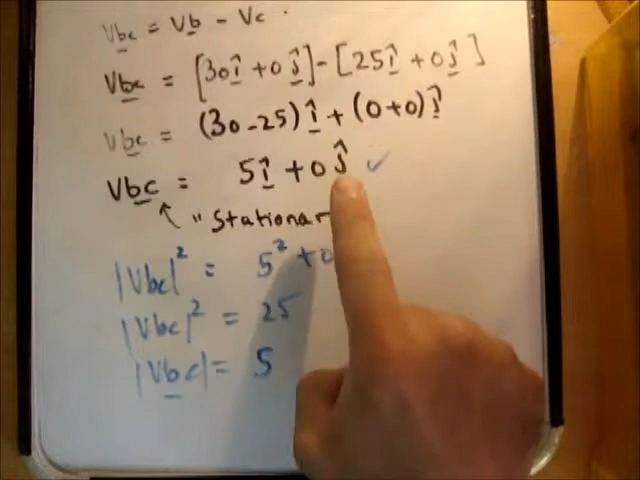 Vbc = Vb - Vc .
Vbc = [30î + 0ĵ] - [25î + 0ĵ]
Vbc = (30-25)î + (0+0)ĵ
Vbc = 5î + 0ĵ ✓
↖ "Stationar
|Vbc|² = 5² + 0
|Vbc|² = 25
|Vbc| = 5